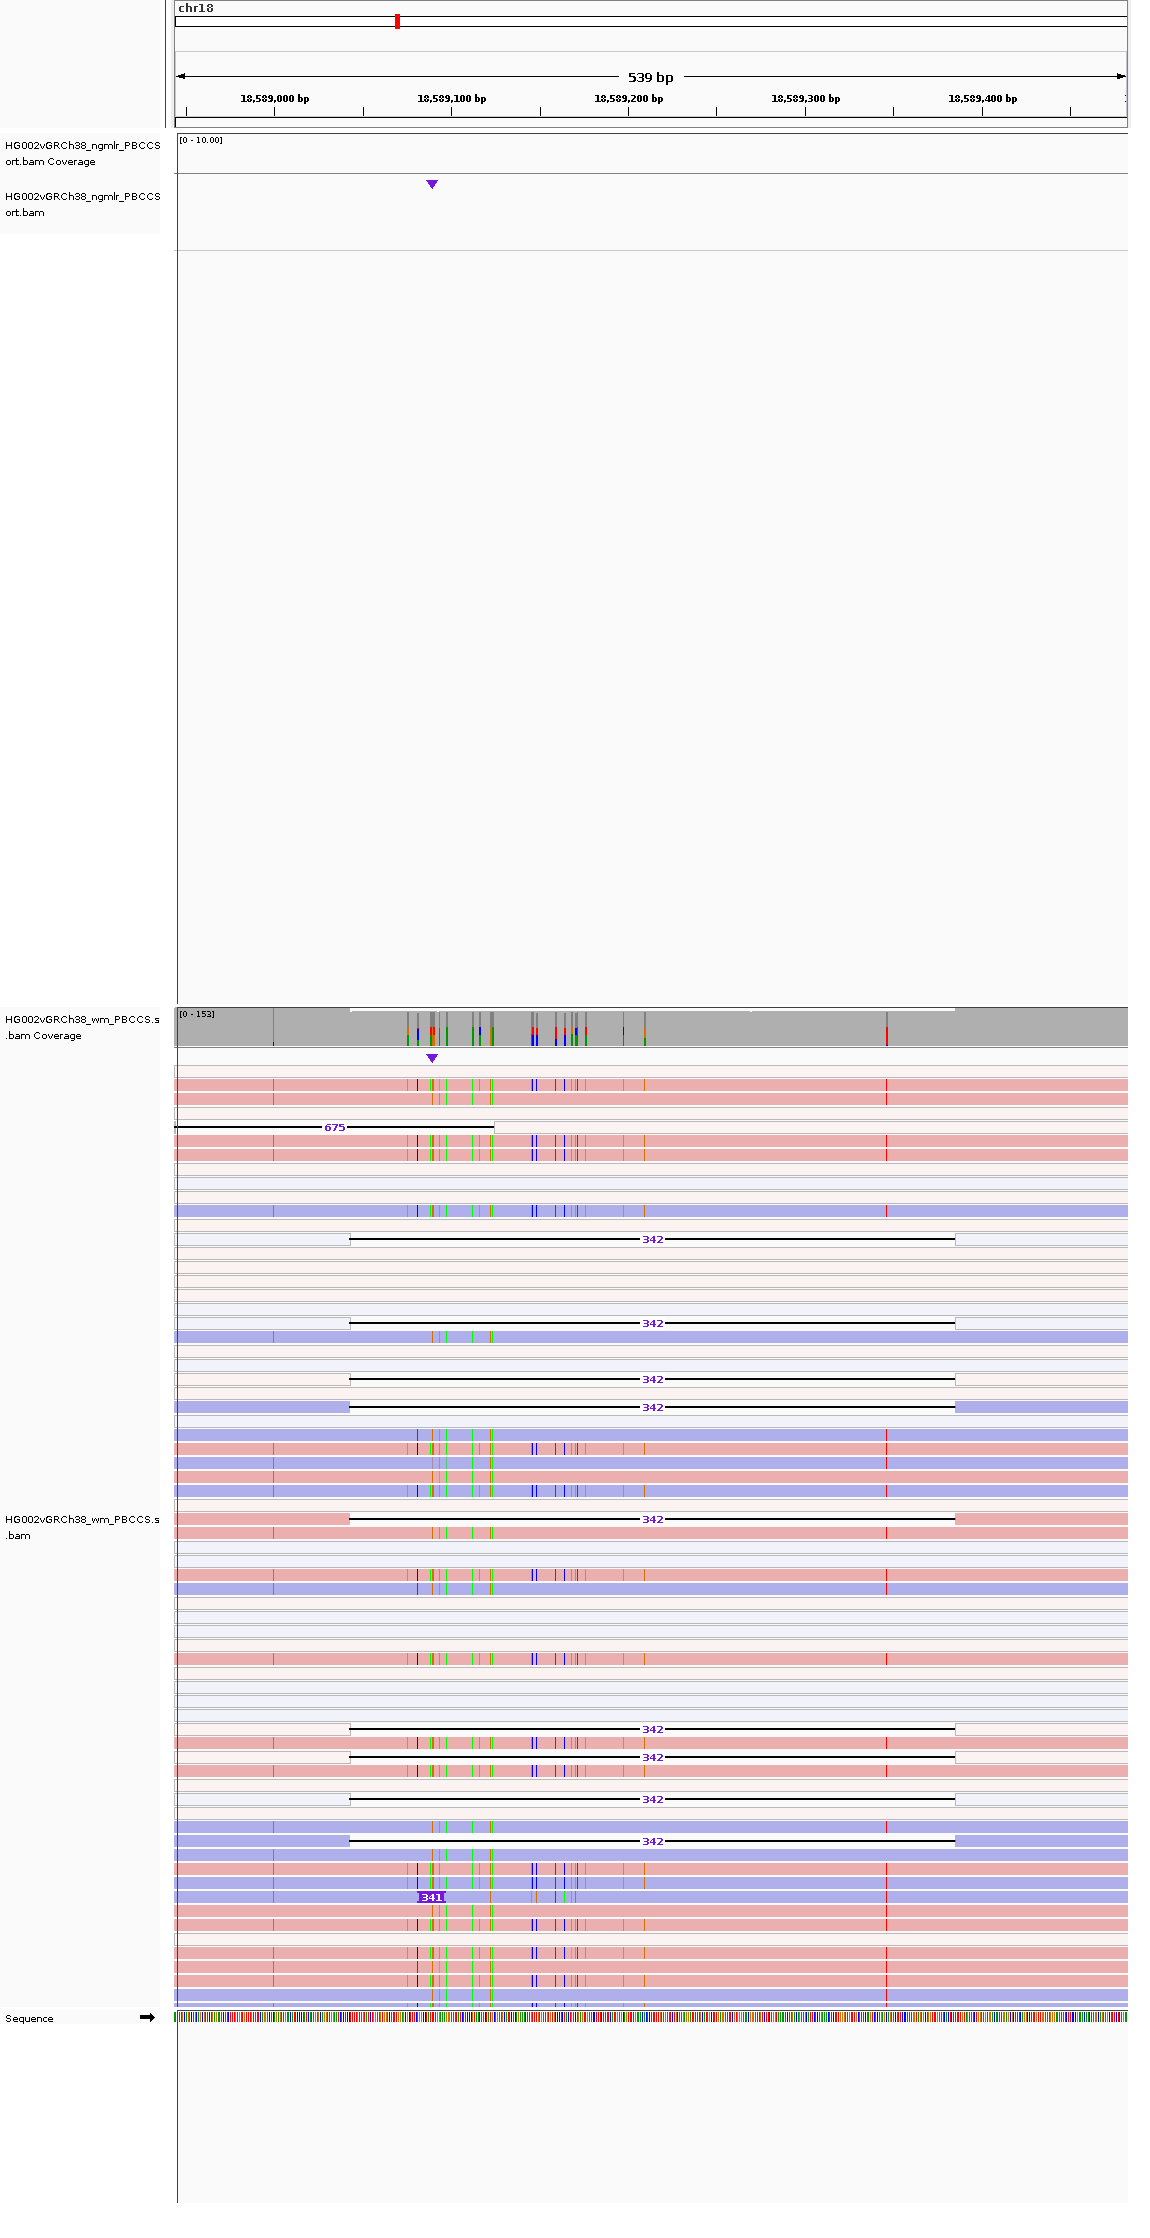 chr18
539 bp
18,589,000 bp 18,589,100 bp 18,589,200 bp 18,589,300 bp 18,589,400 bp
HG002vGRCh38_ngmlr_PBCCS
ort.bam Coverage
[0 - 10.00]
HG002vGRCh38_ngmlr_PBCCS
ort.bam
HG002vGRCh38_wm_PBCCS.s
.bam Coverage
[0 - 153]
675
342
342
342
342
HG002vGRCh38_wm_PBCCS.s
.bam
342
342
342
342
342
341
Sequence